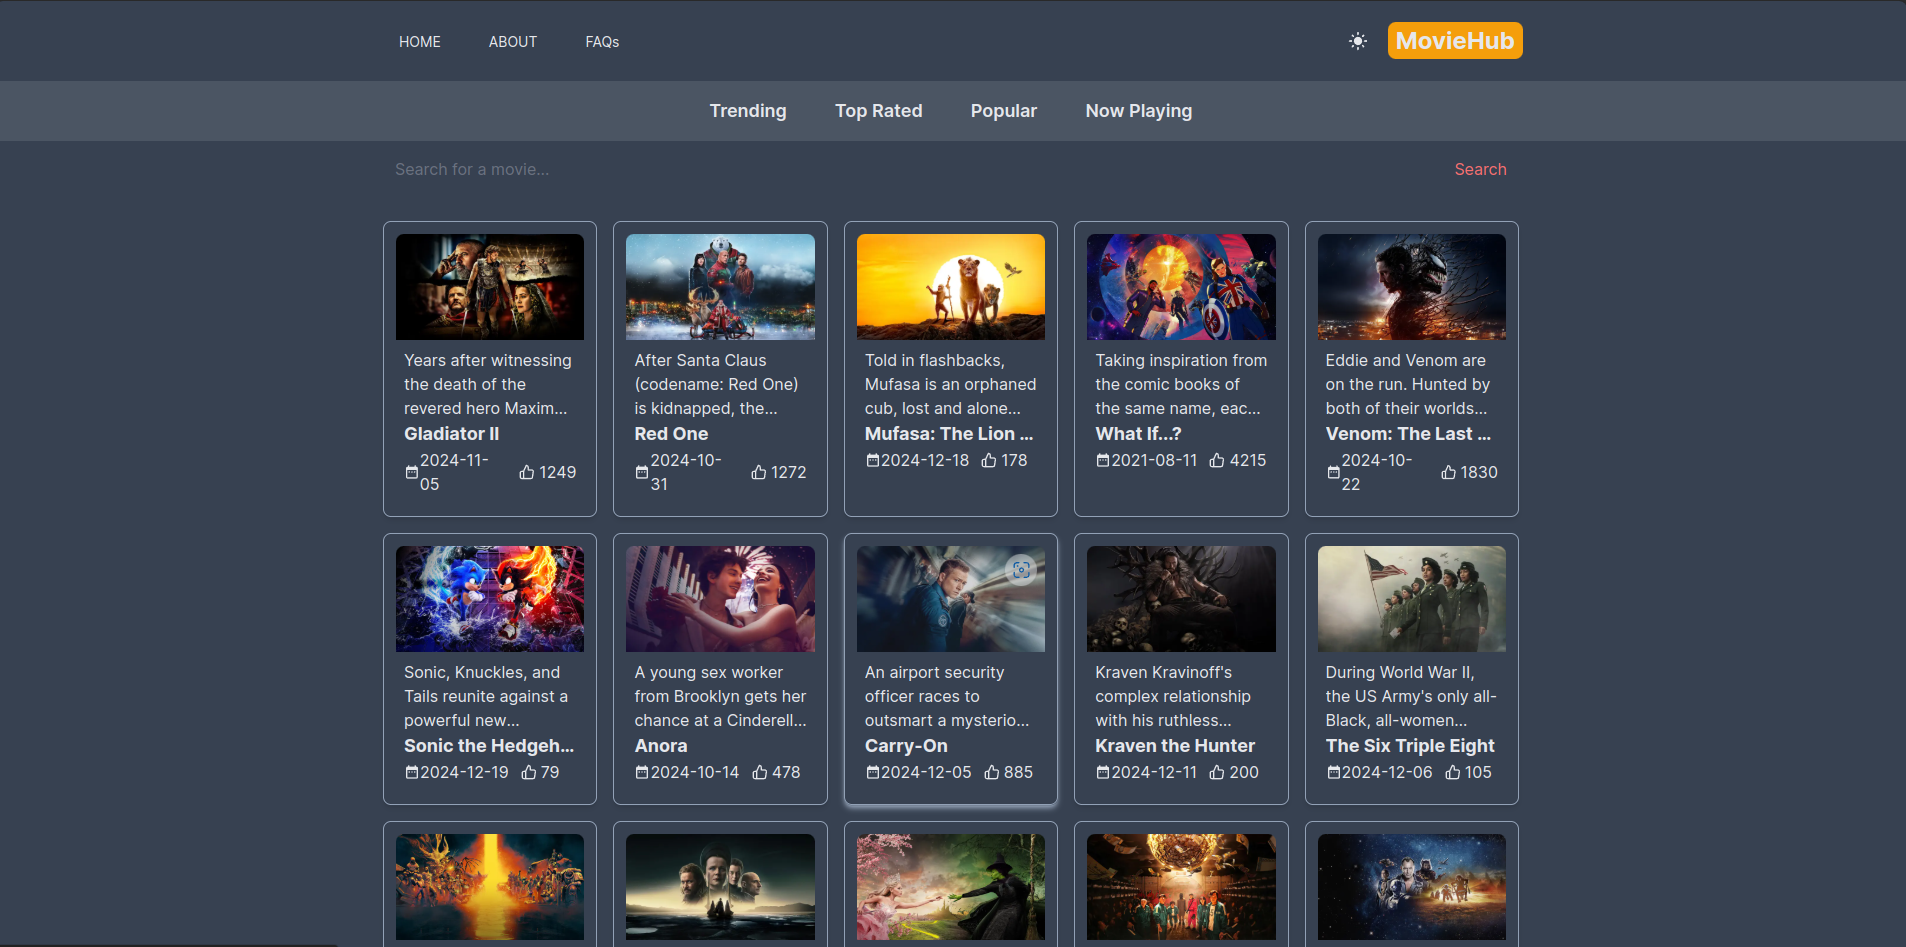 HOME ABOUT FAQs MovieHub
Trending Top Rated Popular Now Playing
Search for a movie... Search
Years after witnessing
the death of the
revered hero Maxim...
Gladiator II
2024-11-
05
1249
After Santa Claus
(codename: Red One)
is kidnapped, the...
Red One
2024-10-
31
1272
Told in flashbacks,
Mufasa is an orphaned
cub, lost and alone...
Mufasa: The Lion ...
2024-12-18 178
Taking inspiration from
the comic books of
the same name, eac...
What If...?
2021-08-11 4215
Eddie and Venom are
on the run. Hunted by
both of their worlds...
Venom: The Last ...
2024-10-
22
1830
Sonic, Knuckles, and
Tails reunite against a
powerful new...
Sonic the Hedgeh...
2024-12-19 79
A young sex worker
from Brooklyn gets her
chance at a Cinderell...
Anora
2024-10-14 478
An airport security
officer races to
outsmart a mysterio...
Carry-On
2024-12-05 885
Kraven Kravinoff's
complex relationship
with his ruthless...
Kraven the Hunter
2024-12-11 200
During World War II,
the US Army's only all-
Black, all-women...
The Six Triple Eight
2024-12-06 105